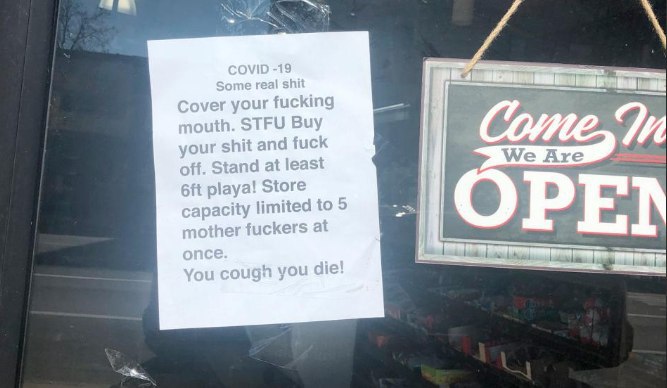 COVID -19
Some real shit
Cover your fucking
mouth. STFU Buy
your shit and fuck
off. Stand at least
6ft playa! Store
capacity limited to 5
mother fuckers at
once.
You cough you die!
Come In
We Are
OPEN